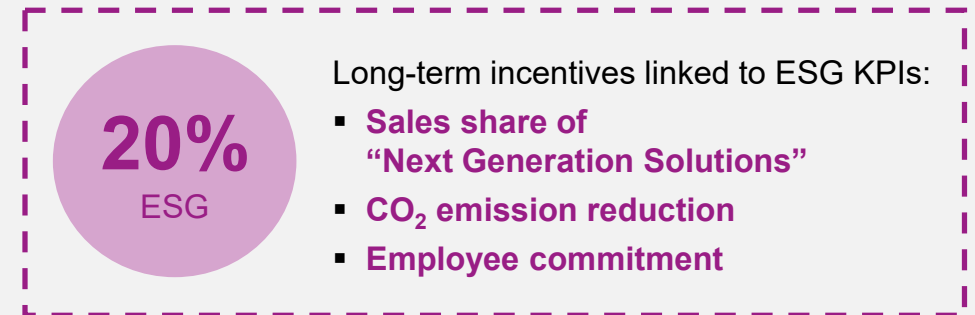 20%
ESG
Long-term incentives linked to ESG KPIs:
▪ Sales share of
“Next Generation Solutions”
▪ CO₂ emission reduction
▪ Employee commitment